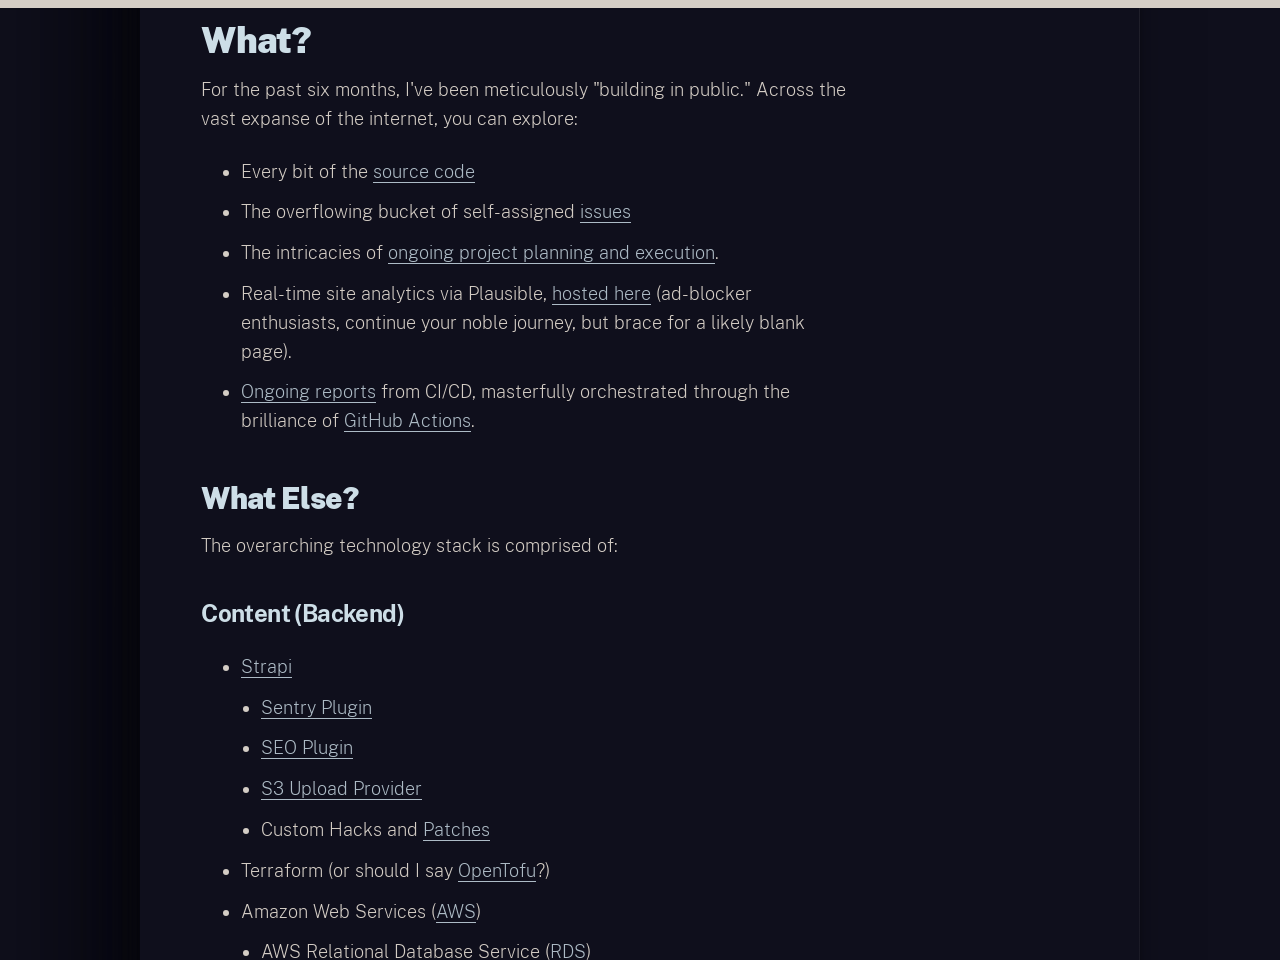 What?
For the past six months, I've been meticulously "building in public." Across the
vast expanse of the internet, you can explore:
Every bit of the source code
The overflowing bucket of self-assigned issues
The intricacies of ongoing project planning and execution.
Real-time site analytics via Plausible, hosted here (ad-blocker
enthusiasts, continue your noble journey, but brace for a likely blank
page).
Ongoing reports from CI/CD, masterfully orchestrated through the
brilliance of GitHub Actions.
What Else?
The overarching technology stack is comprised of:
Content (Backend)
Strapi
Sentry Plugin
SEO Plugin
S3 Upload Provider
Custom Hacks and Patches
Terraform (or should I say OpenTofu?)
Amazon Web Services (AWS)
AWS Relational Database Service (RDS)